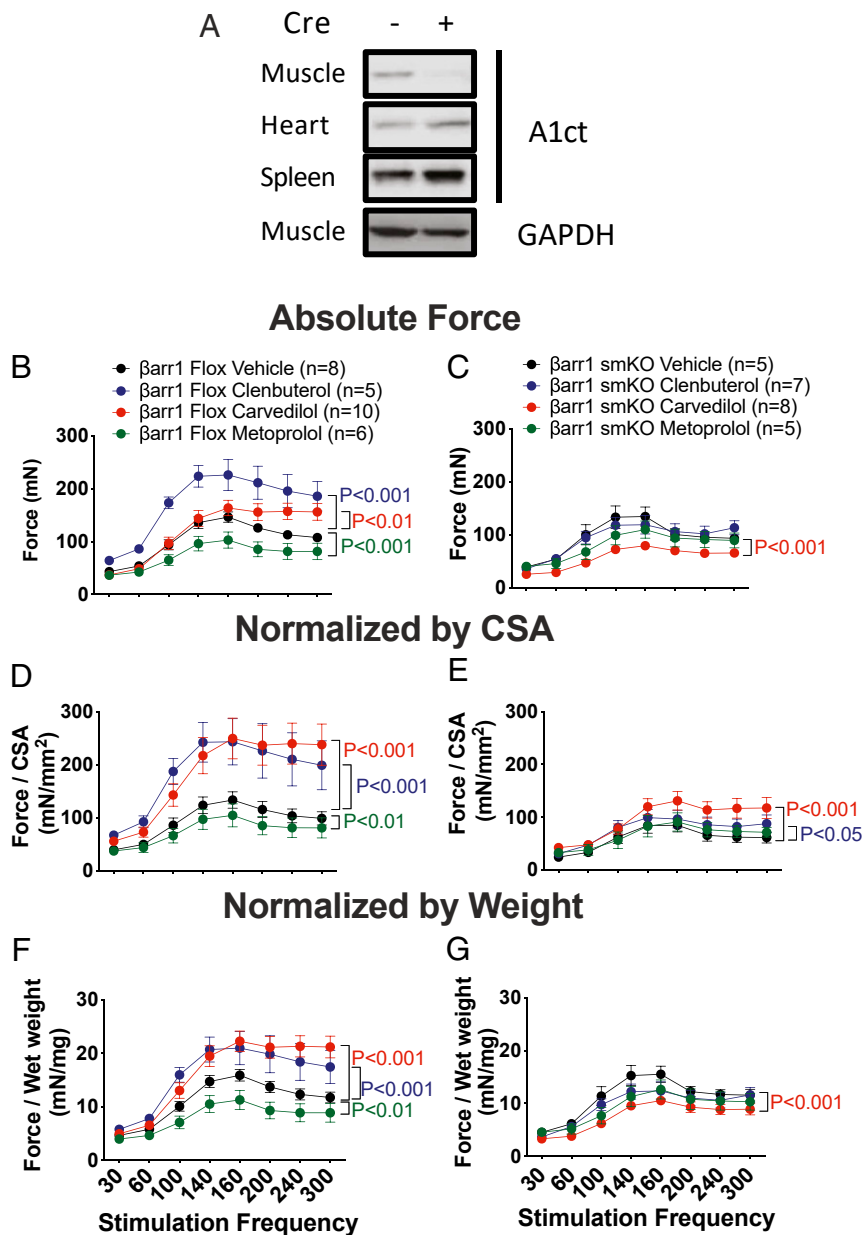 A
Cre - +
Muscle
Heart
Spleen
A1ct
Muscle
GAPDH
Absolute Force
B
βarr1 Flox Vehicle (n=8)
βarr1 Flox Clenbuterol (n=5)
βarr1 Flox Carvedilol (n=10)
βarr1 Flox Metoprolol (n=6)
Force (mN)
300
200
100
0
P<0.001
P<0.01
P<0.001
C
βarr1 smKO Vehicle (n=5)
βarr1 smKO Clenbuterol (n=7)
βarr1 smKO Carvedilol (n=8)
βarr1 smKO Metoprolol (n=5)
Force (mN)
300
200
100
0
P<0.001
Normalized by CSA
D
Force / CSA
(mN/mm²)
300
200
100
0
P<0.001
P<0.001
P<0.01
E
Force / CSA
(mN/mm²)
300
200
100
0
P<0.001
P<0.05
Normalized by Weight
F
Force / Wet weight
(mN/mg)
30
20
10
0
P<0.001
P<0.001
P<0.01
30 60 100 140 160 200 240 300
Stimulation Frequency
G
Force / Wet weight
(mN/mg)
30
20
10
0
P<0.001
30 60 100 140 160 200 240 300
Stimulation Frequency